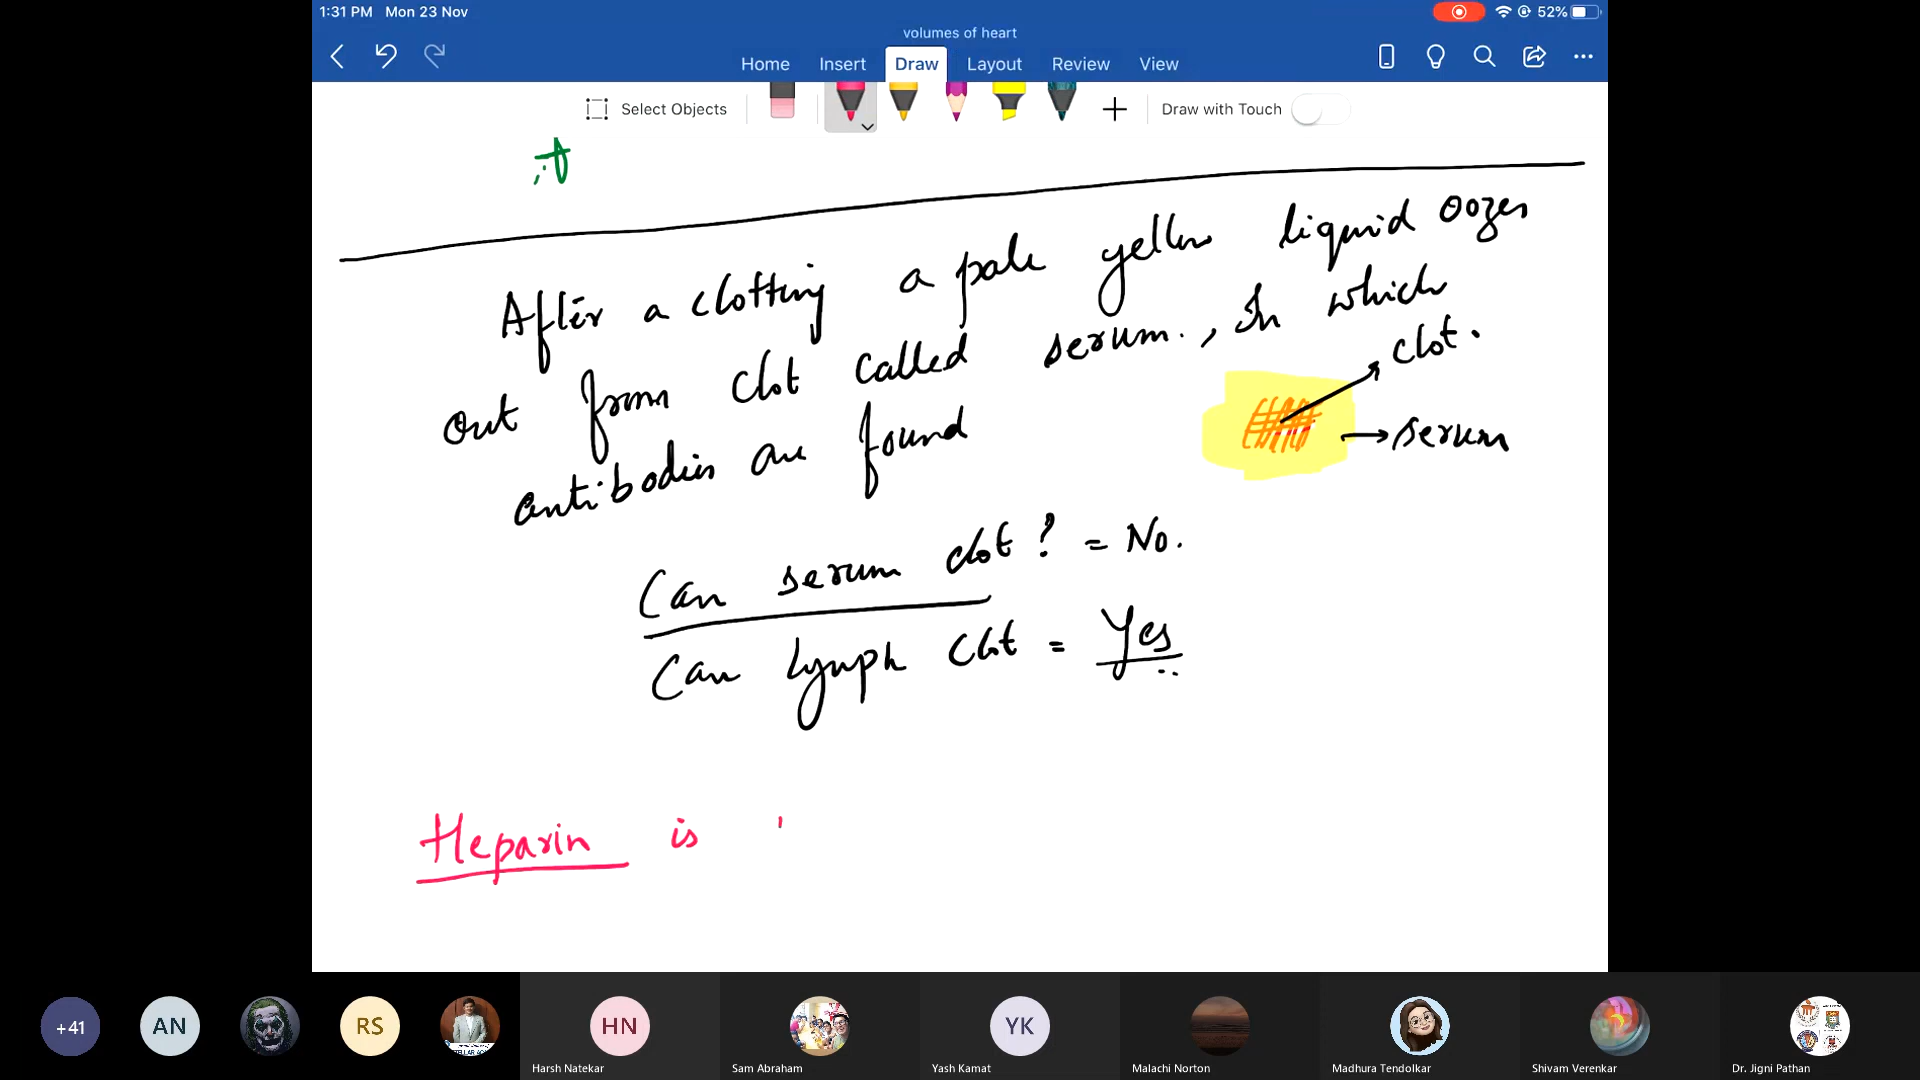 1:31 PM Mon 23 Nov
52%
volumes of heart
Home Insert Draw Layout Review View
Select Objects
Draw with Touch
After a clotting a pale yellow liquid oozes
out from clot called serum., In which
antibodies are found
clot.
serum
Can serum clot? = No.
Can lymph clot = Yes
Heparin is
+41 AN RS HN YK
Harsh Natekar Sam Abraham Yash Kamat Malachi Norton Madhura Tendolkar Shivam Verenkar Dr. Jigni Pathan